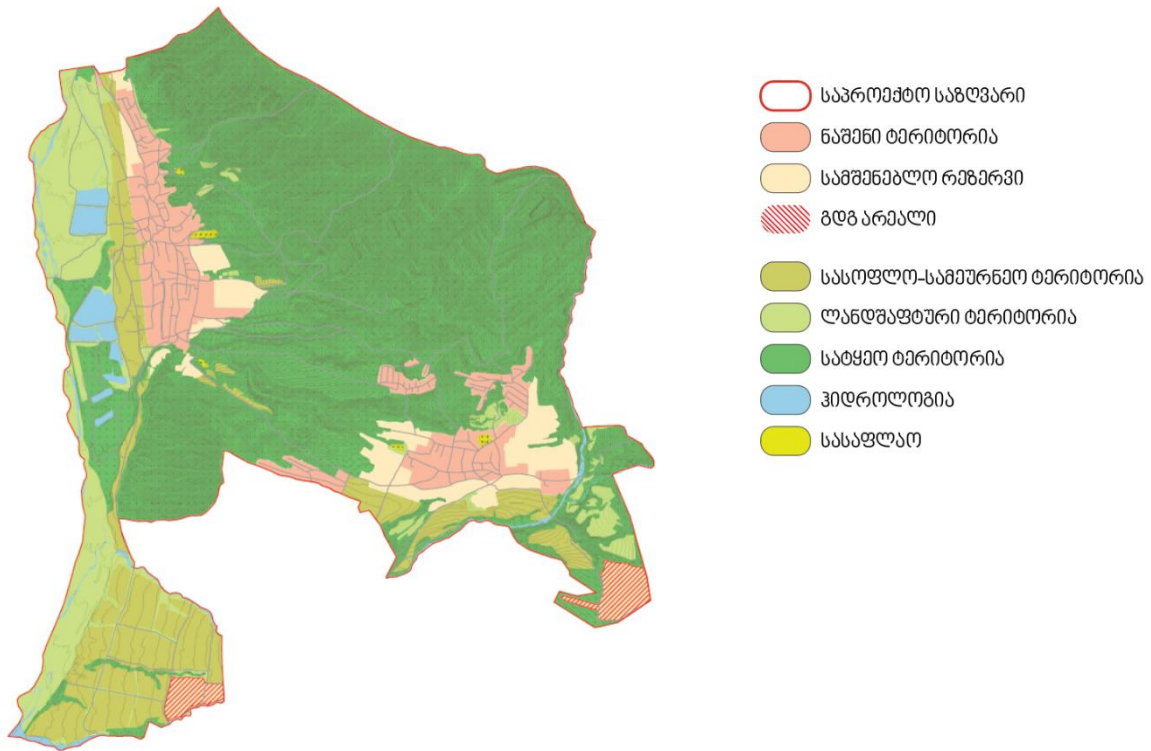 საპროექტო საზღვარი
ნაშენი ტერიტორია
სამშენებლო რეზერვი
გდგ არეალი
სასოფლო-სამეურნეო ტერიტორია
ლანდშაფტური ტერიტორია
სატყეო ტერიტორია
ჰიდროლოგია
სასაფლაო